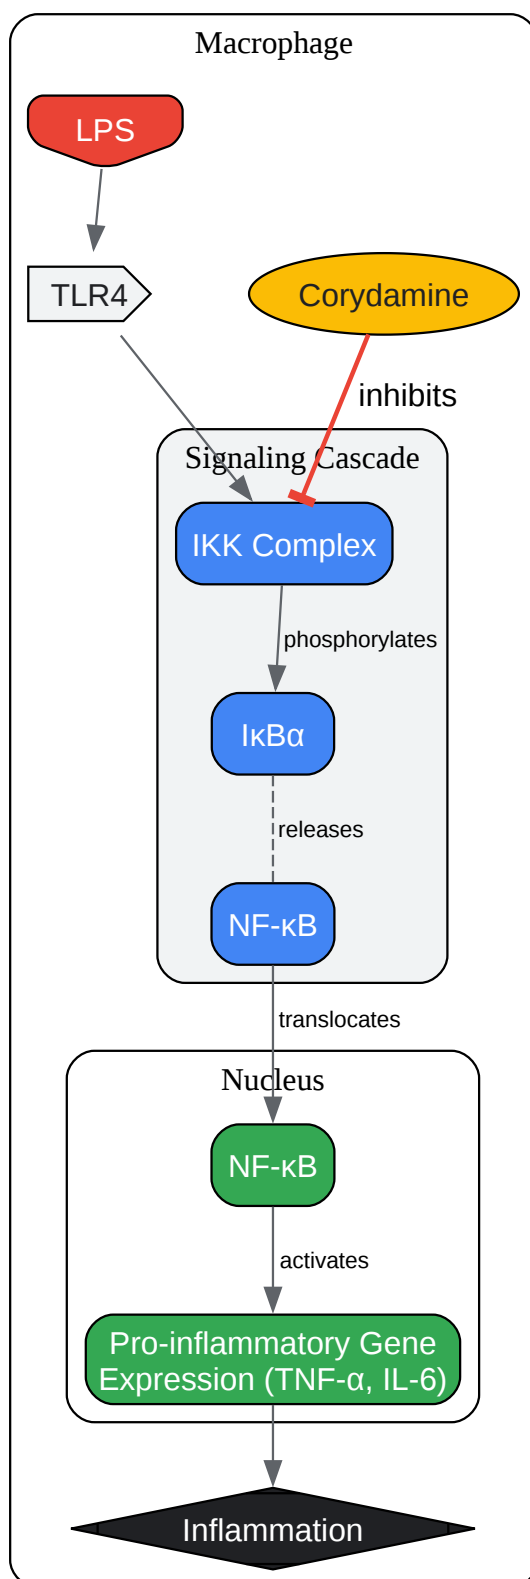 Macrophage
LPS
TLR4
Corydamine
inhibits
Signaling Cascade
IKK Complex
phosphorylates
IκBα
releases
NF-κB
translocates
Nucleus
NF-κB
activates
Pro-inflammatory Gene
Expression (TNF-α, IL-6)
Inflammation